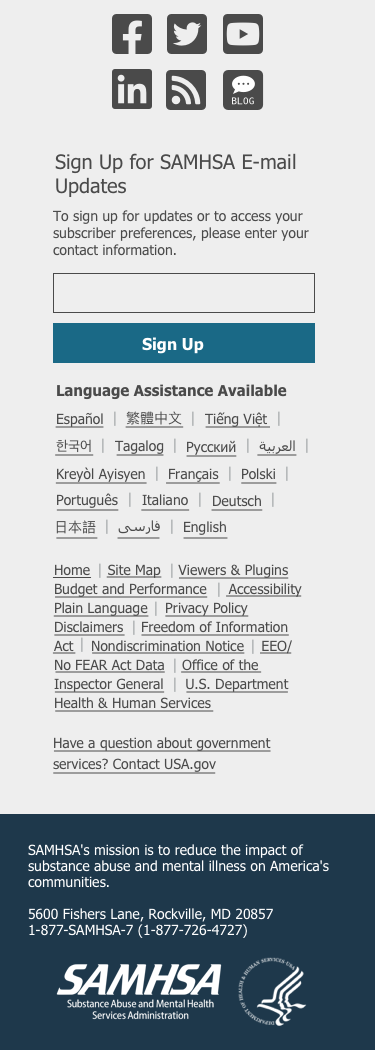 BLOG
Sign Up for SAMHSA E-mail
Updates
To sign up for updates or to access your
subscriber preferences, please enter your
contact information.
Sign Up
Language Assistance Available
Español | 繁體中文 | Tiếng Việt |
한국어 | Tagalog | Русский | العربية |
Kreyòl Ayisyen | Français | Polski |
Português | Italiano | Deutsch |
日本語 | فارسی | English
Home | Site Map | Viewers & Plugins
Budget and Performance | Accessibility
Plain Language | Privacy Policy
Disclaimers | Freedom of Information
Act | Nondiscrimination Notice | EEO/
No FEAR Act Data | Office of the
Inspector General | U.S. Department
Health & Human Services
Have a question about government
services? Contact USA.gov
SAMHSA's mission is to reduce the impact of
substance abuse and mental illness on America's
communities.
5600 Fishers Lane, Rockville, MD 20857
1-877-SAMHSA-7 (1-877-726-4727)
SAMHSA
Substance Abuse and Mental Health
Services Administration
DEPARTMENT OF HEALTH & HUMAN SERVICES · USA